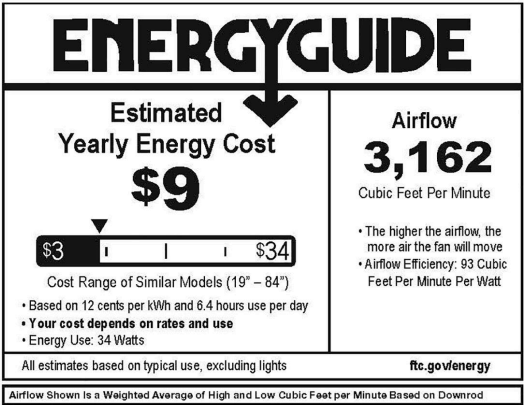 ENERGYGUIDE
Estimated
Yearly Energy Cost
$9
$3
$34
Cost Range of Similar Models (19" – 84")
• Based on 12 cents per kWh and 6.4 hours use per day
• Your cost depends on rates and use
• Energy Use: 34 Watts
Airflow
3,162
Cubic Feet Per Minute
• The higher the airflow, the
more air the fan will move
• Airflow Efficiency: 93 Cubic
Feet Per Minute Per Watt
All estimates based on typical use, excluding lights
ftc.gov/energy
Airflow Shown Is a Weighted Average of High and Low Cubic Feet per Minute Based on Downrod